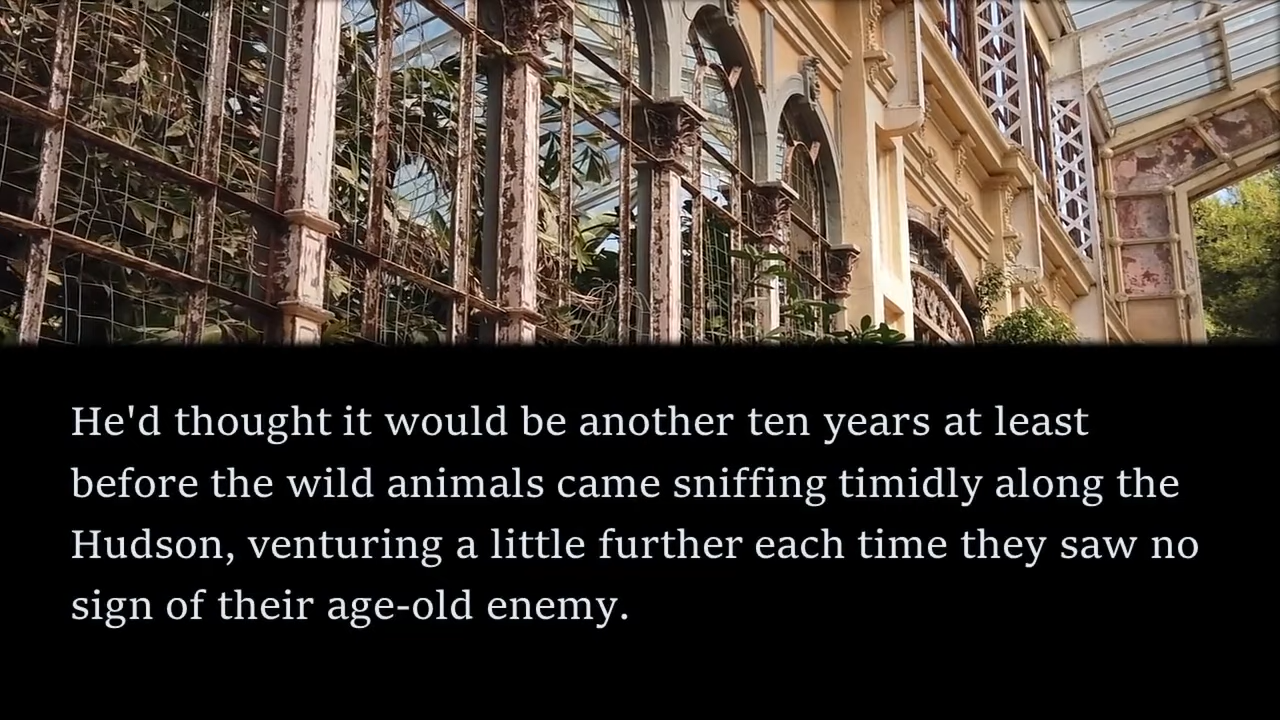 He'd thought it would be another ten years at least
before the wild animals came sniffing timidly along the
Hudson, venturing a little further each time they saw no
sign of their age-old enemy.